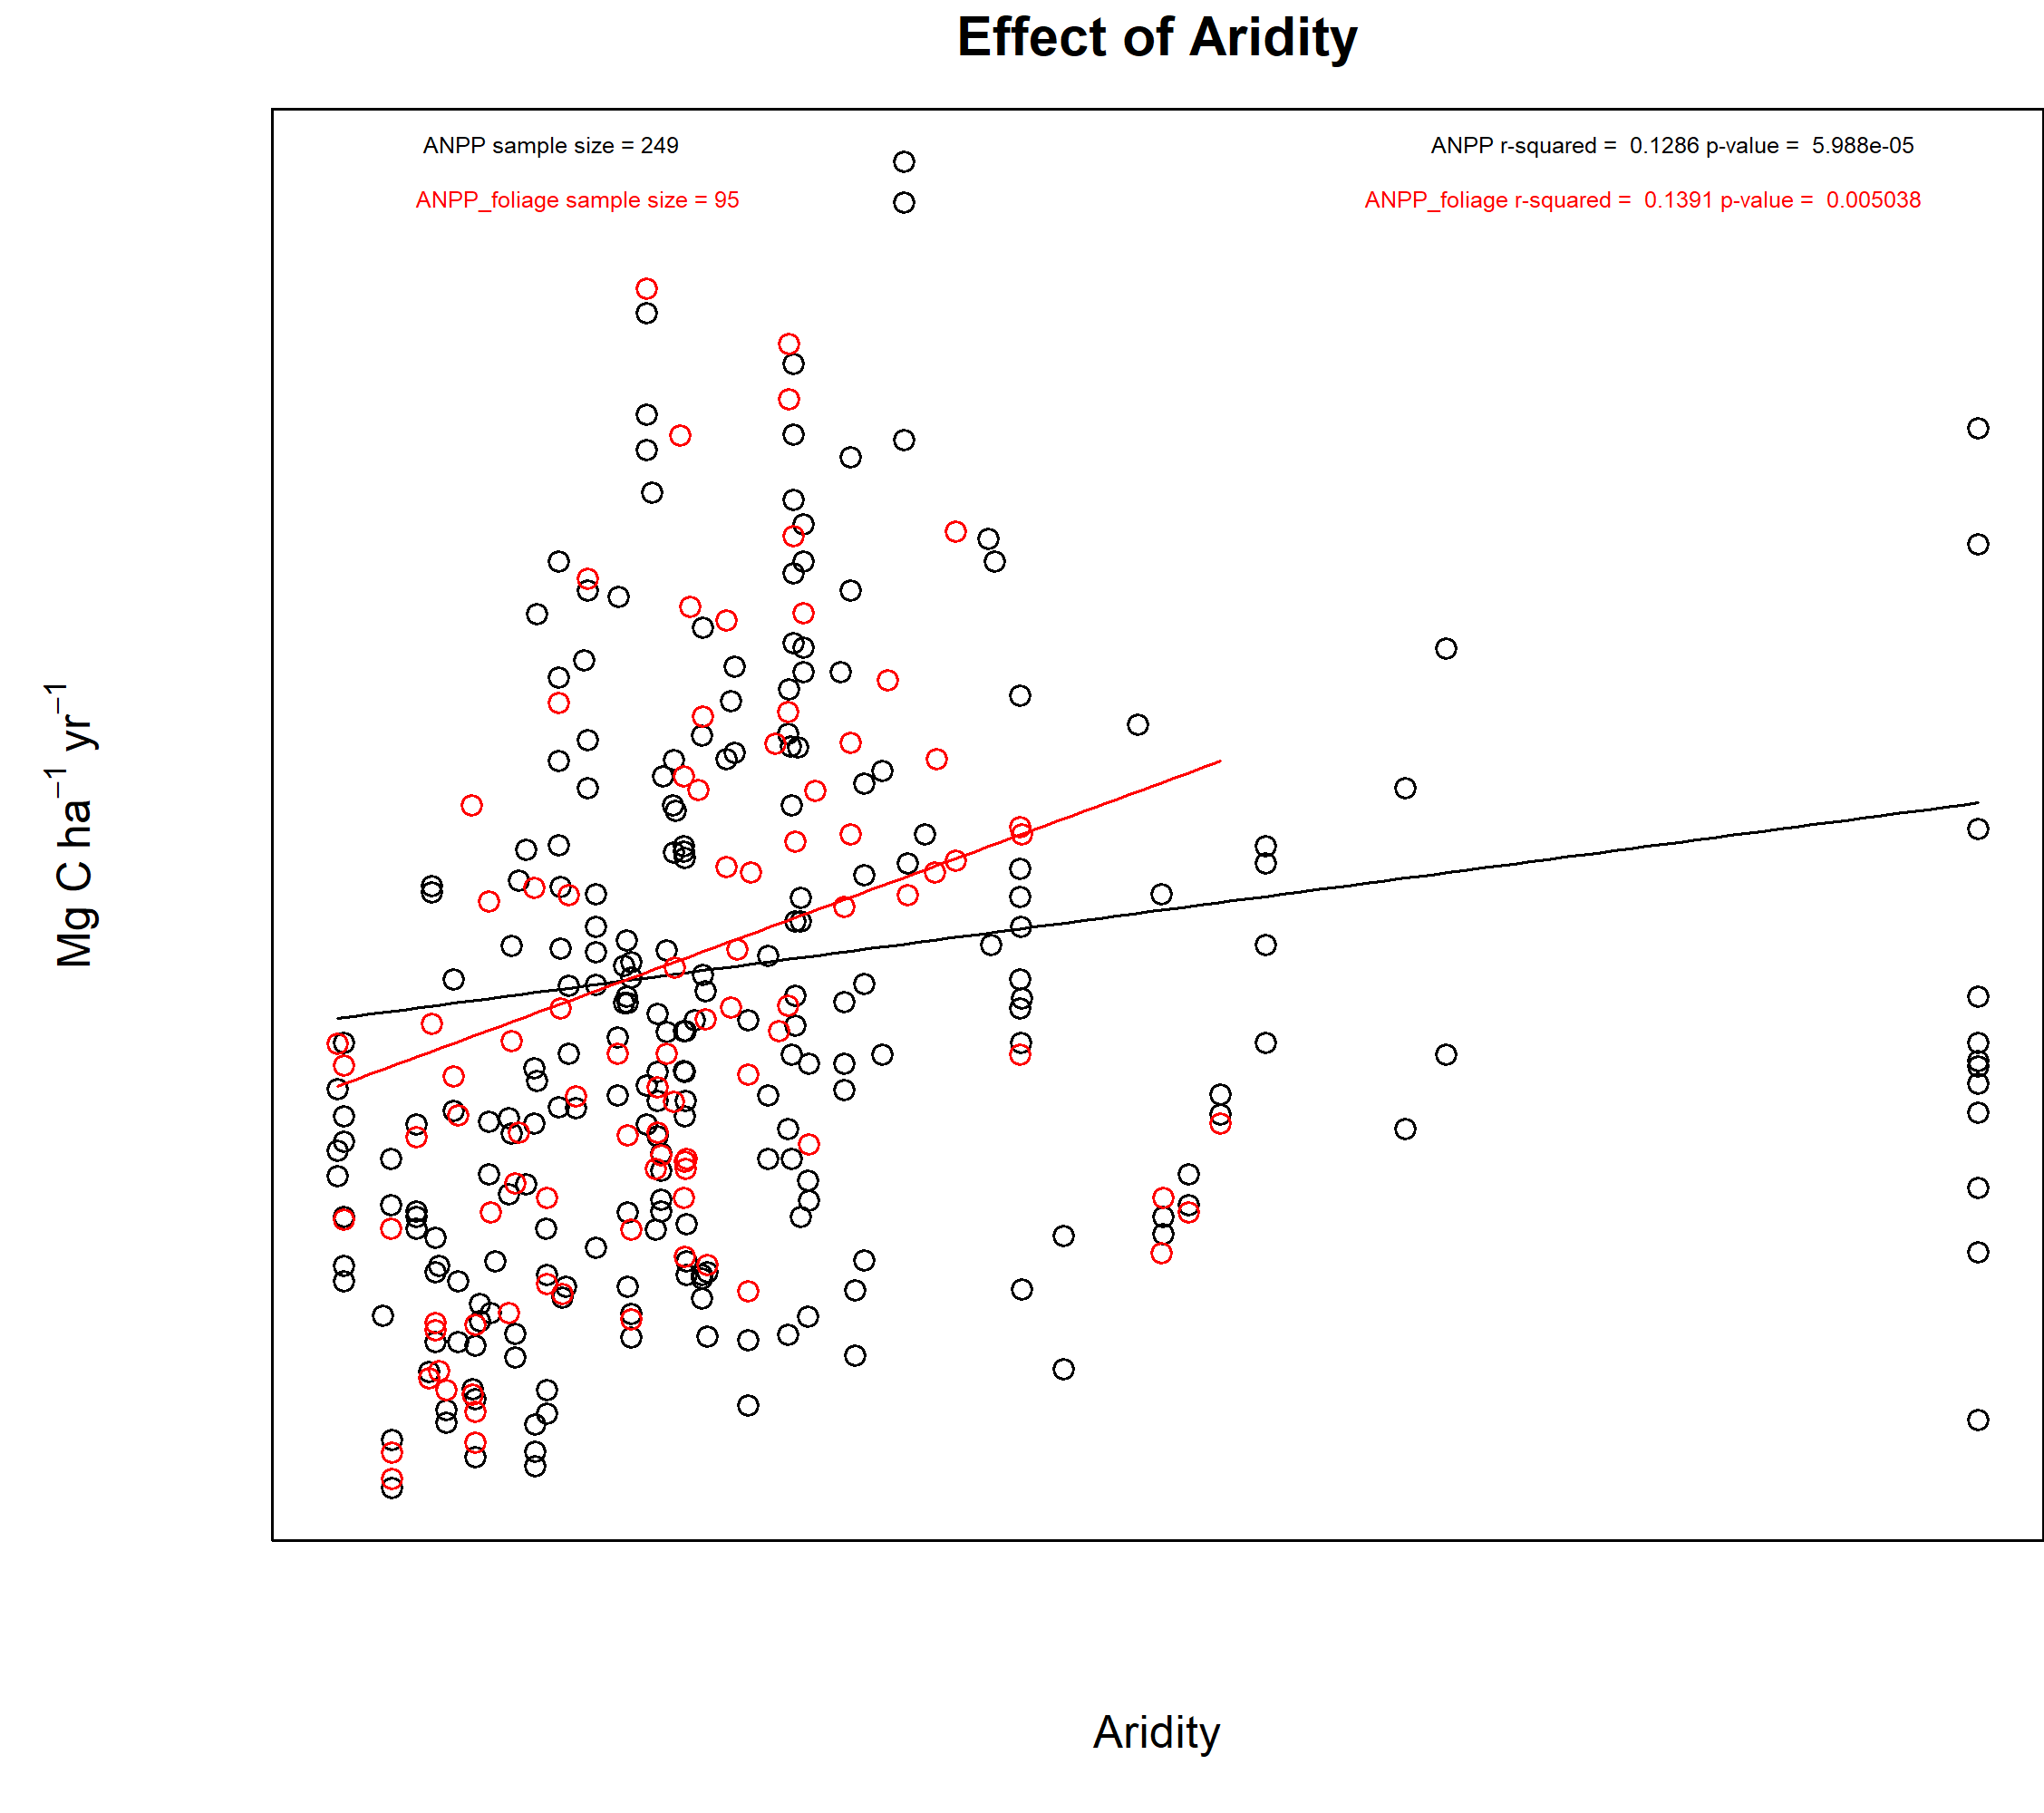 Effect of Aridity
ANPP sample size = 249
ANPP r-squared = 0.1286 p-value = 5.988e-05
ANPP_foliage sample size = 95
ANPP_foliage r-squared = 0.1391 p-value = 0.005038
Mg C ha⁻¹ yr⁻¹
Aridity